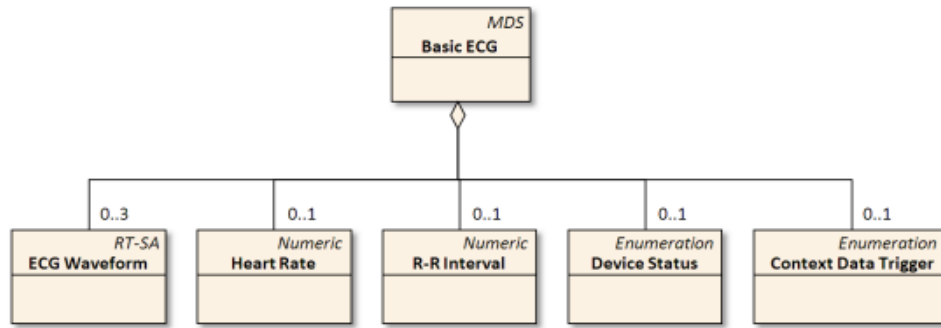 MDS
Basic ECG
0..3
0..1
0..1
0..1
0..1
RT-SA
ECG Waveform
Numeric
Heart Rate
Numeric
R-R Interval
Enumeration
Device Status
Enumeration
Context Data Trigger